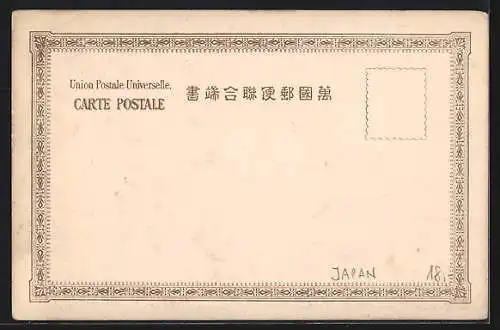 Union Postale Universelle.
CARTE POSTALE
書端合聯便郵國萬
JAPAN 18,-